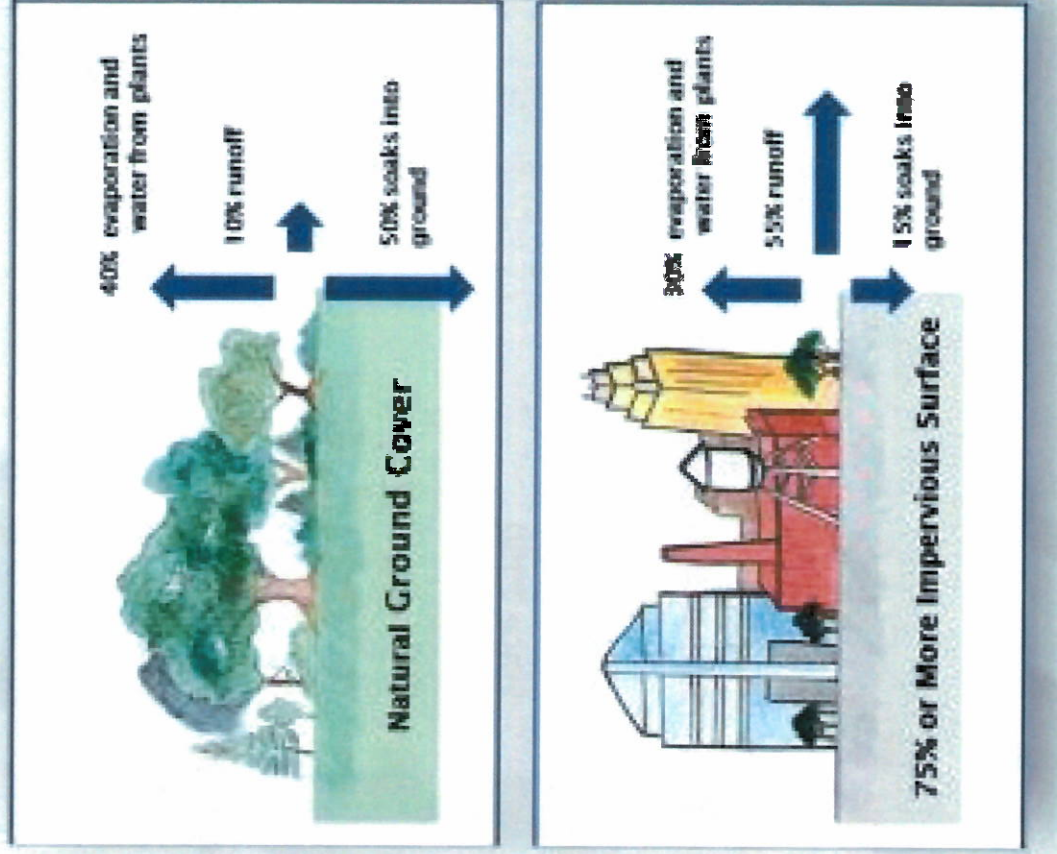 40% evaporation and
water from plants
10% runoff
50% soaks into
ground
Natural Ground Cover
30% evaporation and
water from plants
55% runoff
15% soaks into
ground
75% or More Impervious Surface